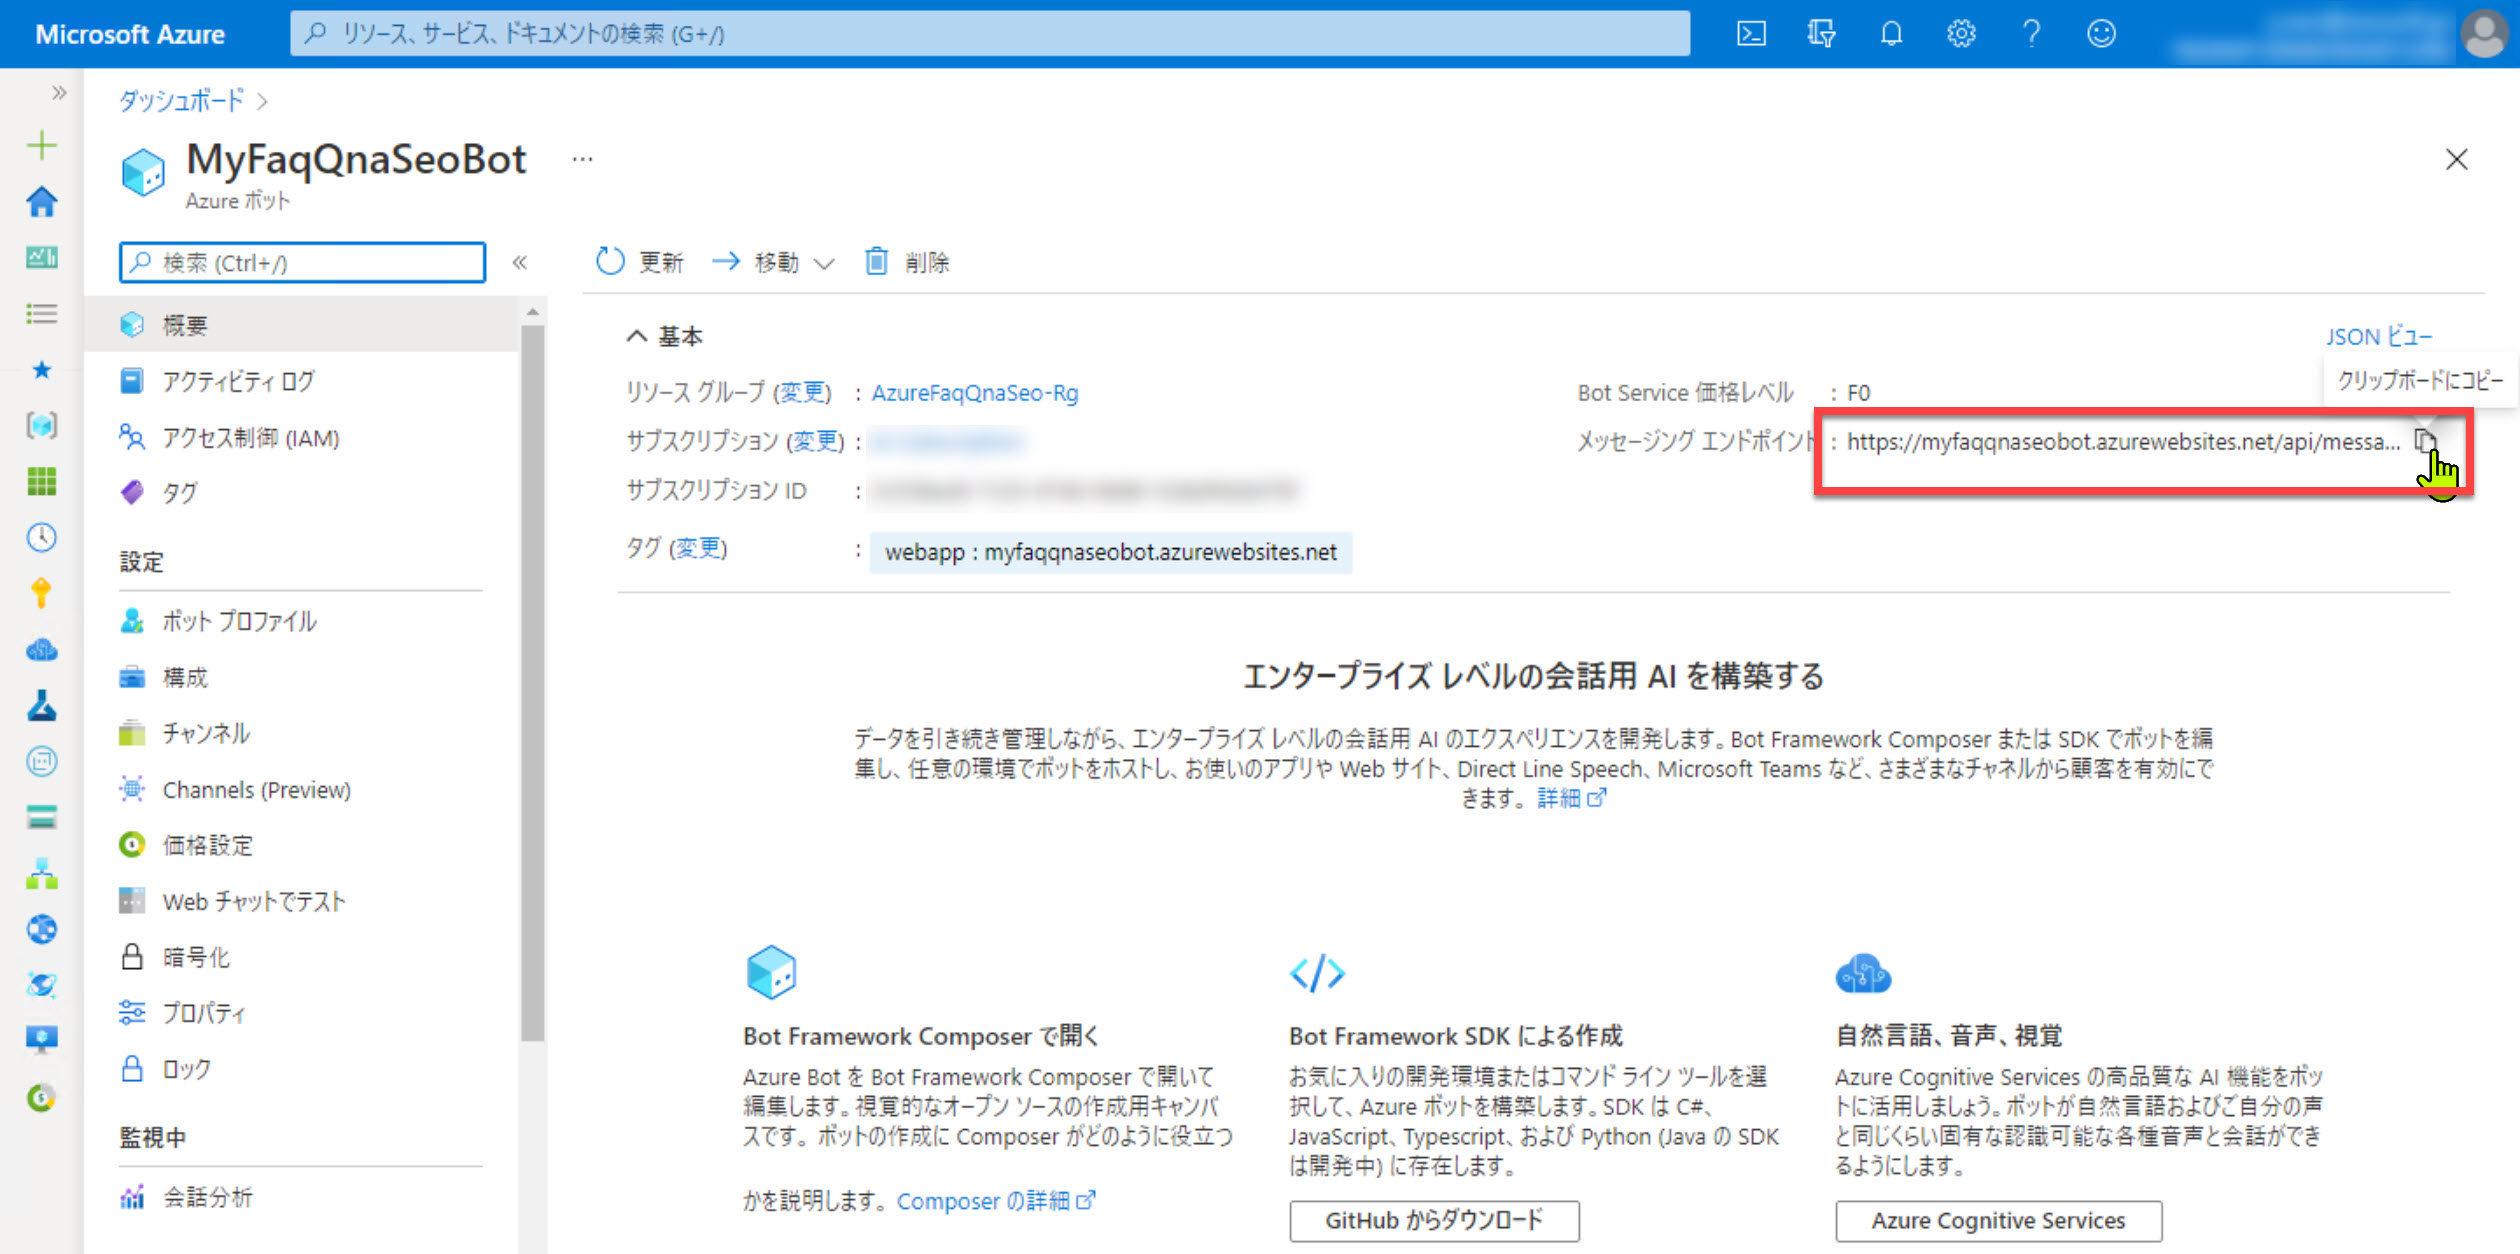 Microsoft Azure
リソース、サービス、ドキュメントの検索 (G+/)
ダッシュボード >
MyFaqQnaSeoBot …
Azure ボット
検索 (Ctrl+/)
概要
アクティビティ ログ
アクセス制御 (IAM)
タグ
設定
ボット プロファイル
構成
チャンネル
Channels (Preview)
価格設定
Web チャットでテスト
暗号化
プロパティ
ロック
監視中
会話分析
更新 移動 削除
基本
JSON ビュー
クリップボードにコピー
リソース グループ (変更) : AzureFaqQnaSeo-Rg
サブスクリプション (変更) :
サブスクリプション ID :
タグ (変更) : webapp : myfaqqnaseobot.azurewebsites.net
Bot Service 価格レベル : F0
メッセージング エンドポイント : https://myfaqqnaseobot.azurewebsites.net/api/messa...
エンタープライズ レベルの会話用 AI を構築する
データを引き続き管理しながら、エンタープライズ レベルの会話用 AI のエクスペリエンスを開発します。Bot Framework Composer または SDK でボットを編
集し、任意の環境でボットをホストし、お使いのアプリや Web サイト、Direct Line Speech、Microsoft Teams など、さまざまなチャネルから顧客を有効にで
きます。 詳細
Bot Framework Composer で開く
Azure Bot を Bot Framework Composer で開いて
編集します。視覚的なオープン ソースの作成用キャンバ
スです。ボットの作成に Composer がどのように役立つ
かを説明します。 Composer の詳細
Bot Framework SDK による作成
お気に入りの開発環境またはコマンド ライン ツールを選
択して、Azure ボットを構築します。SDK は C#、
JavaScript、Typescript、および Python (Java の SDK
は開発中) に存在します。
GitHub からダウンロード
自然言語、音声、視覚
Azure Cognitive Services の高品質な AI 機能をボッ
トに活用しましょう。ボットが自然言語およびご自分の声
と同じくらい固有な認識可能な各種音声と会話ができ
るようにします。
Azure Cognitive Services